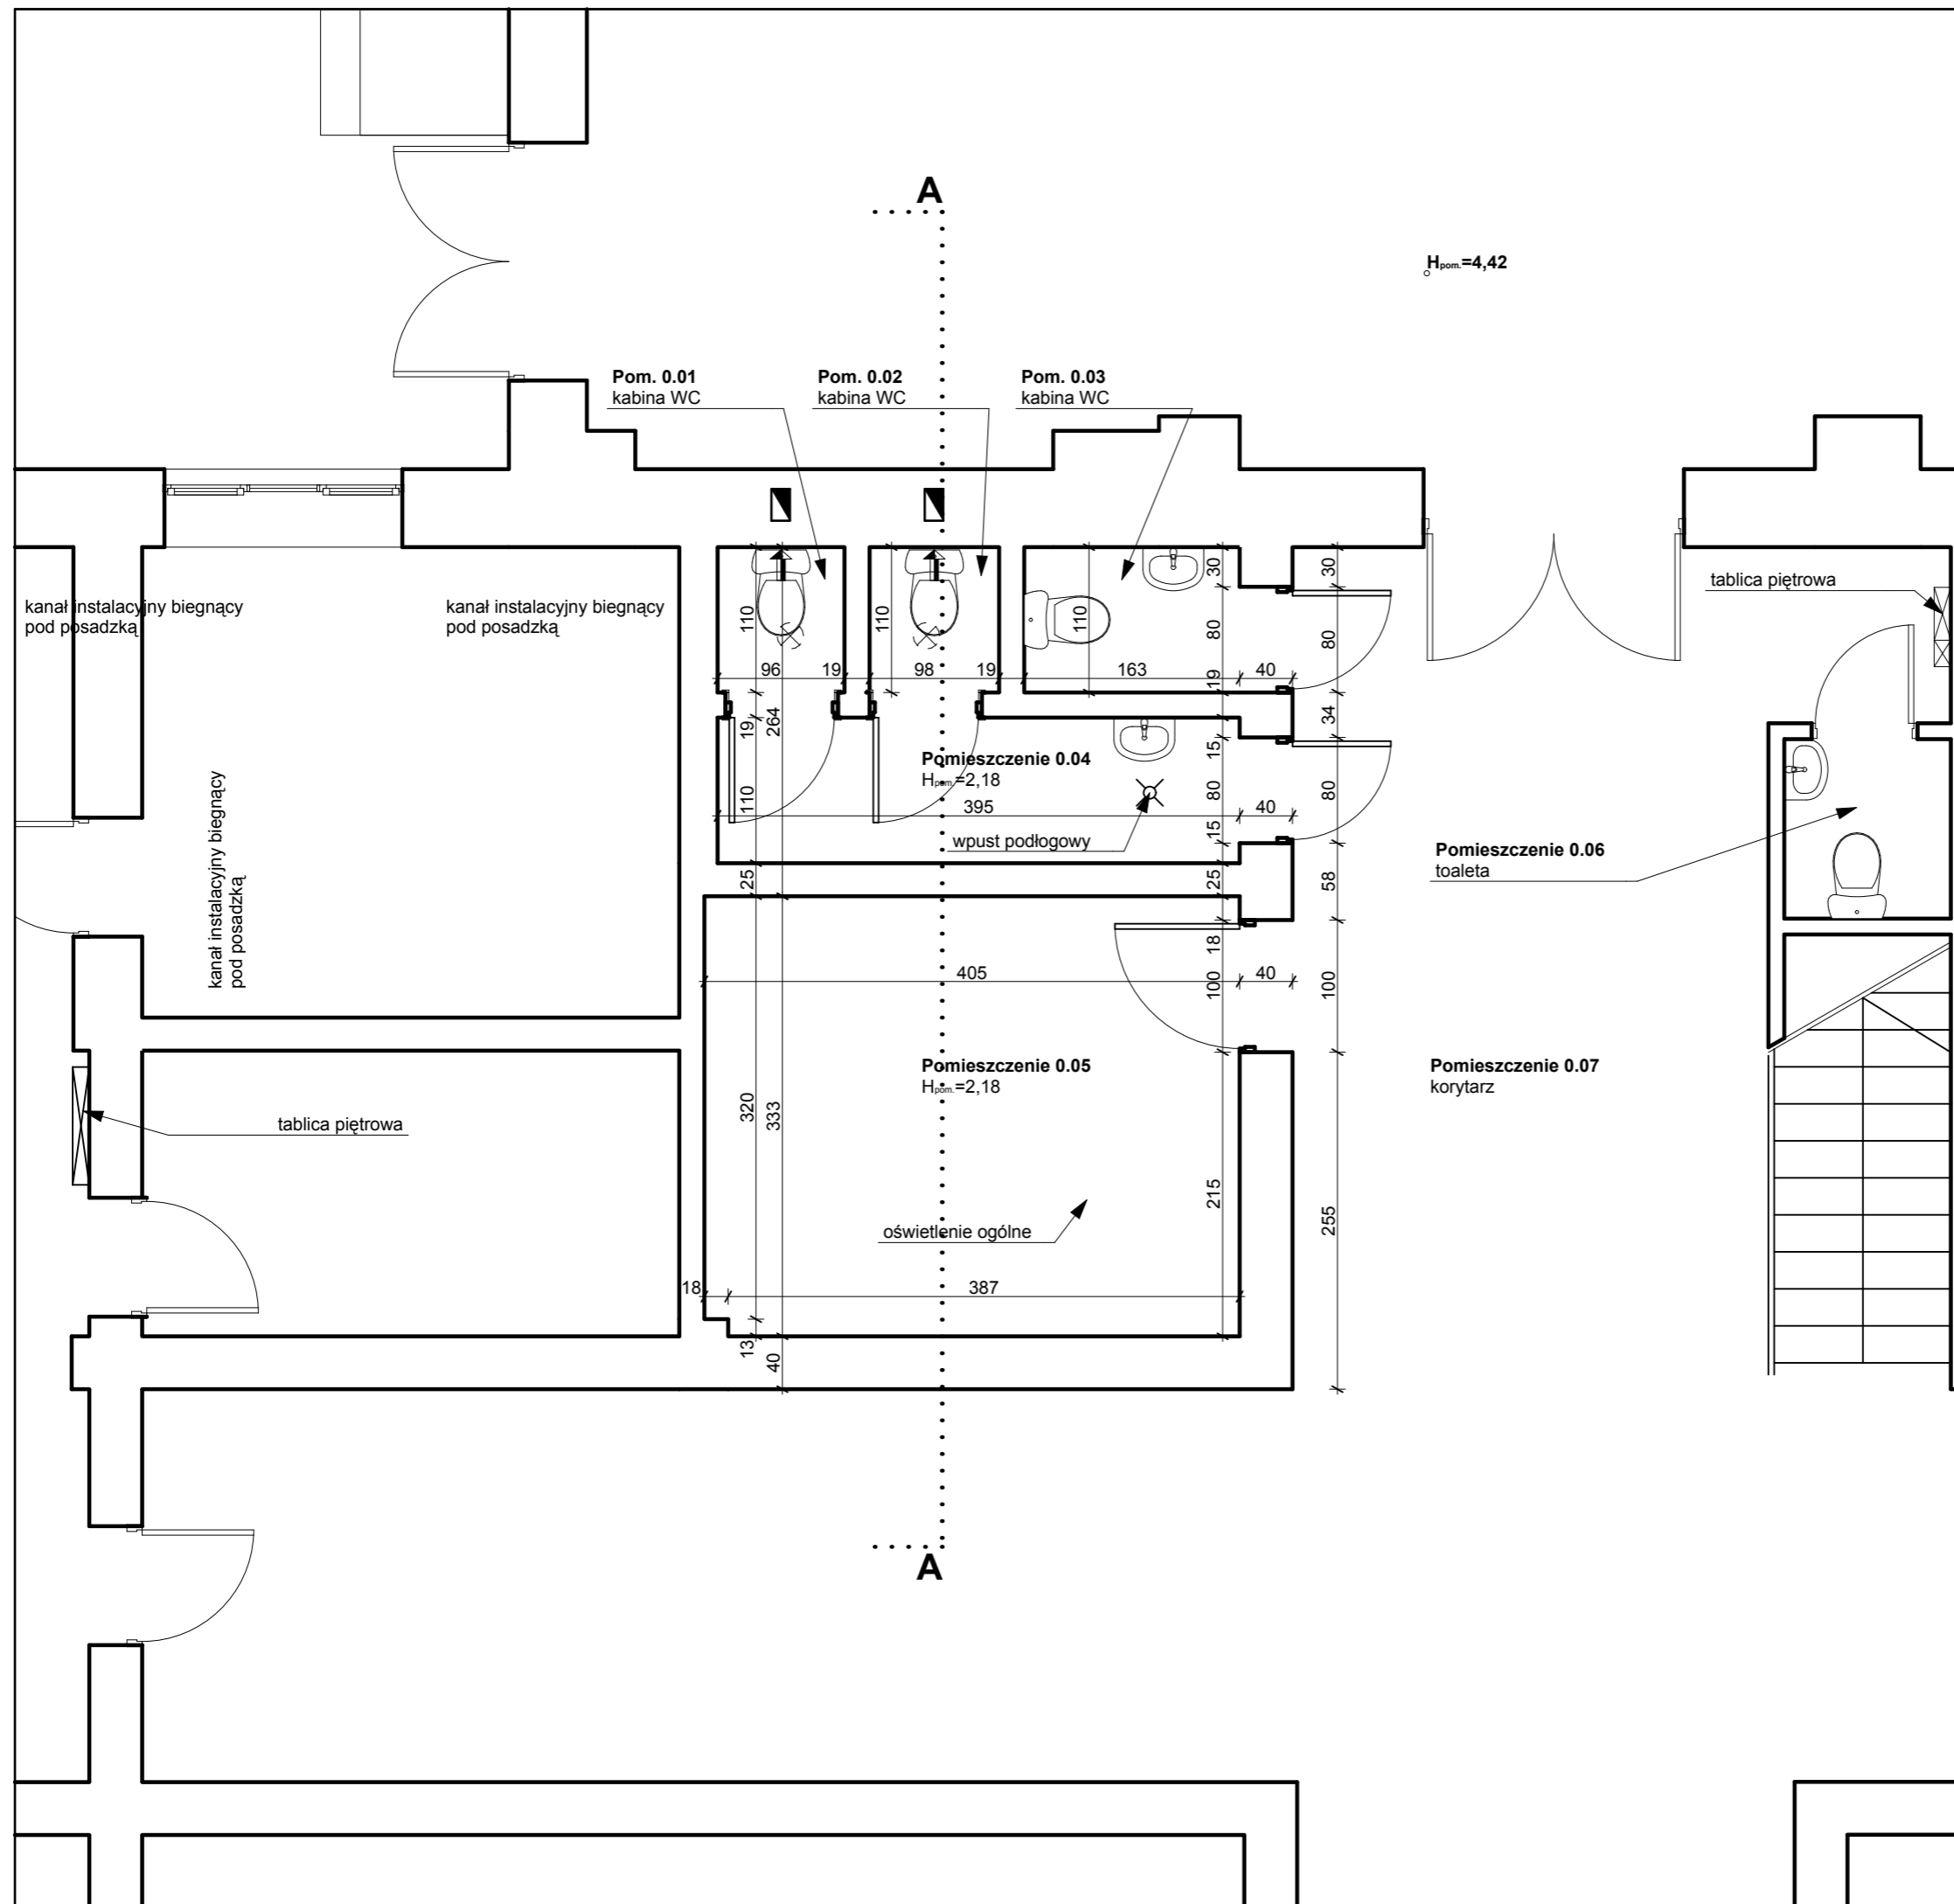 A
H pom.=4,42
Pom. 0.01
kabina WC
Pom. 0.02
kabina WC
Pom. 0.03
kabina WC
kanał instalacyjny biegnący
pod posadzką
kanał instalacyjny biegnący
pod posadzką
kanał instalacyjny biegnący
pod posadzką
tablica piętrowa
110
110
110
30
30
80
80
96
19
98
19
163
19
40
34
19
264
15
Pomieszczenie 0.04
H pom.=2,18
110
80
80
395
40
15
wpust podłogowy
Pomieszczenie 0.06
toaleta
25
25
58
18
405
100
40
100
Pomieszczenie 0.05
H pom.=2,18
Pomieszczenie 0.07
korytarz
320
333
tablica piętrowa
215
255
oświetlenie ogólne
18
387
13
40
A